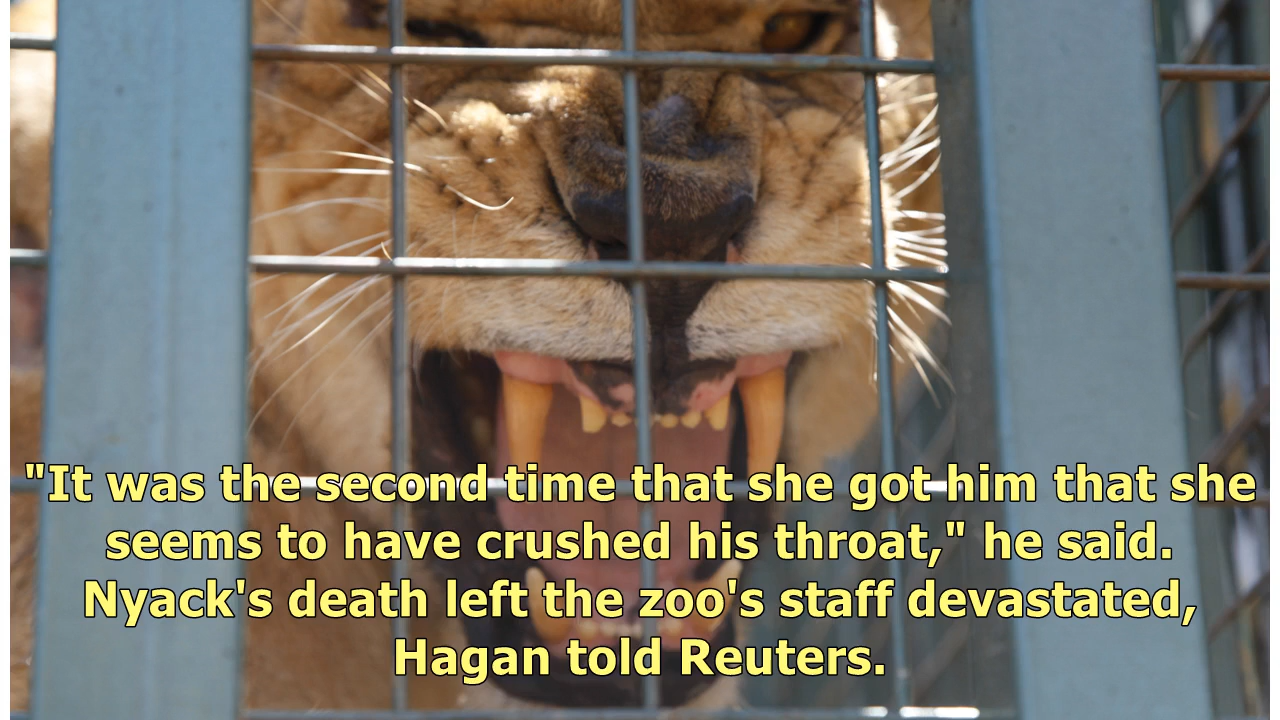 "It was the second time that she got him that she
seems to have crushed his throat," he said.
Nyack's death left the zoo's staff devastated,
Hagan told Reuters.